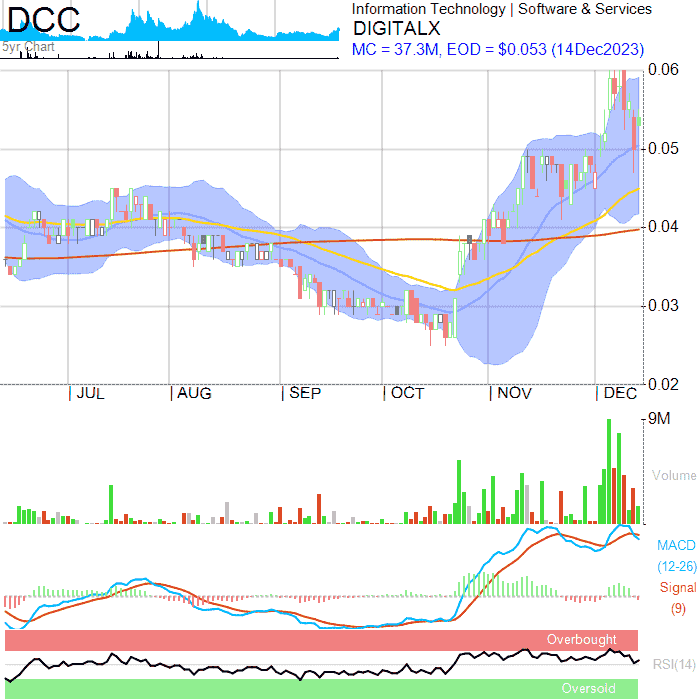 DCC
5yr Chart
Information Technology | Software & Services
DIGITALX
MC = 37.3M, EOD = $0.053 (14Dec2023)
0.06
0.05
0.04
0.03
0.02
JUL AUG SEP OCT NOV DEC
9M
Volume
MACD
(12-26)
Signal
(9)
Overbought
RSI(14)
Oversold